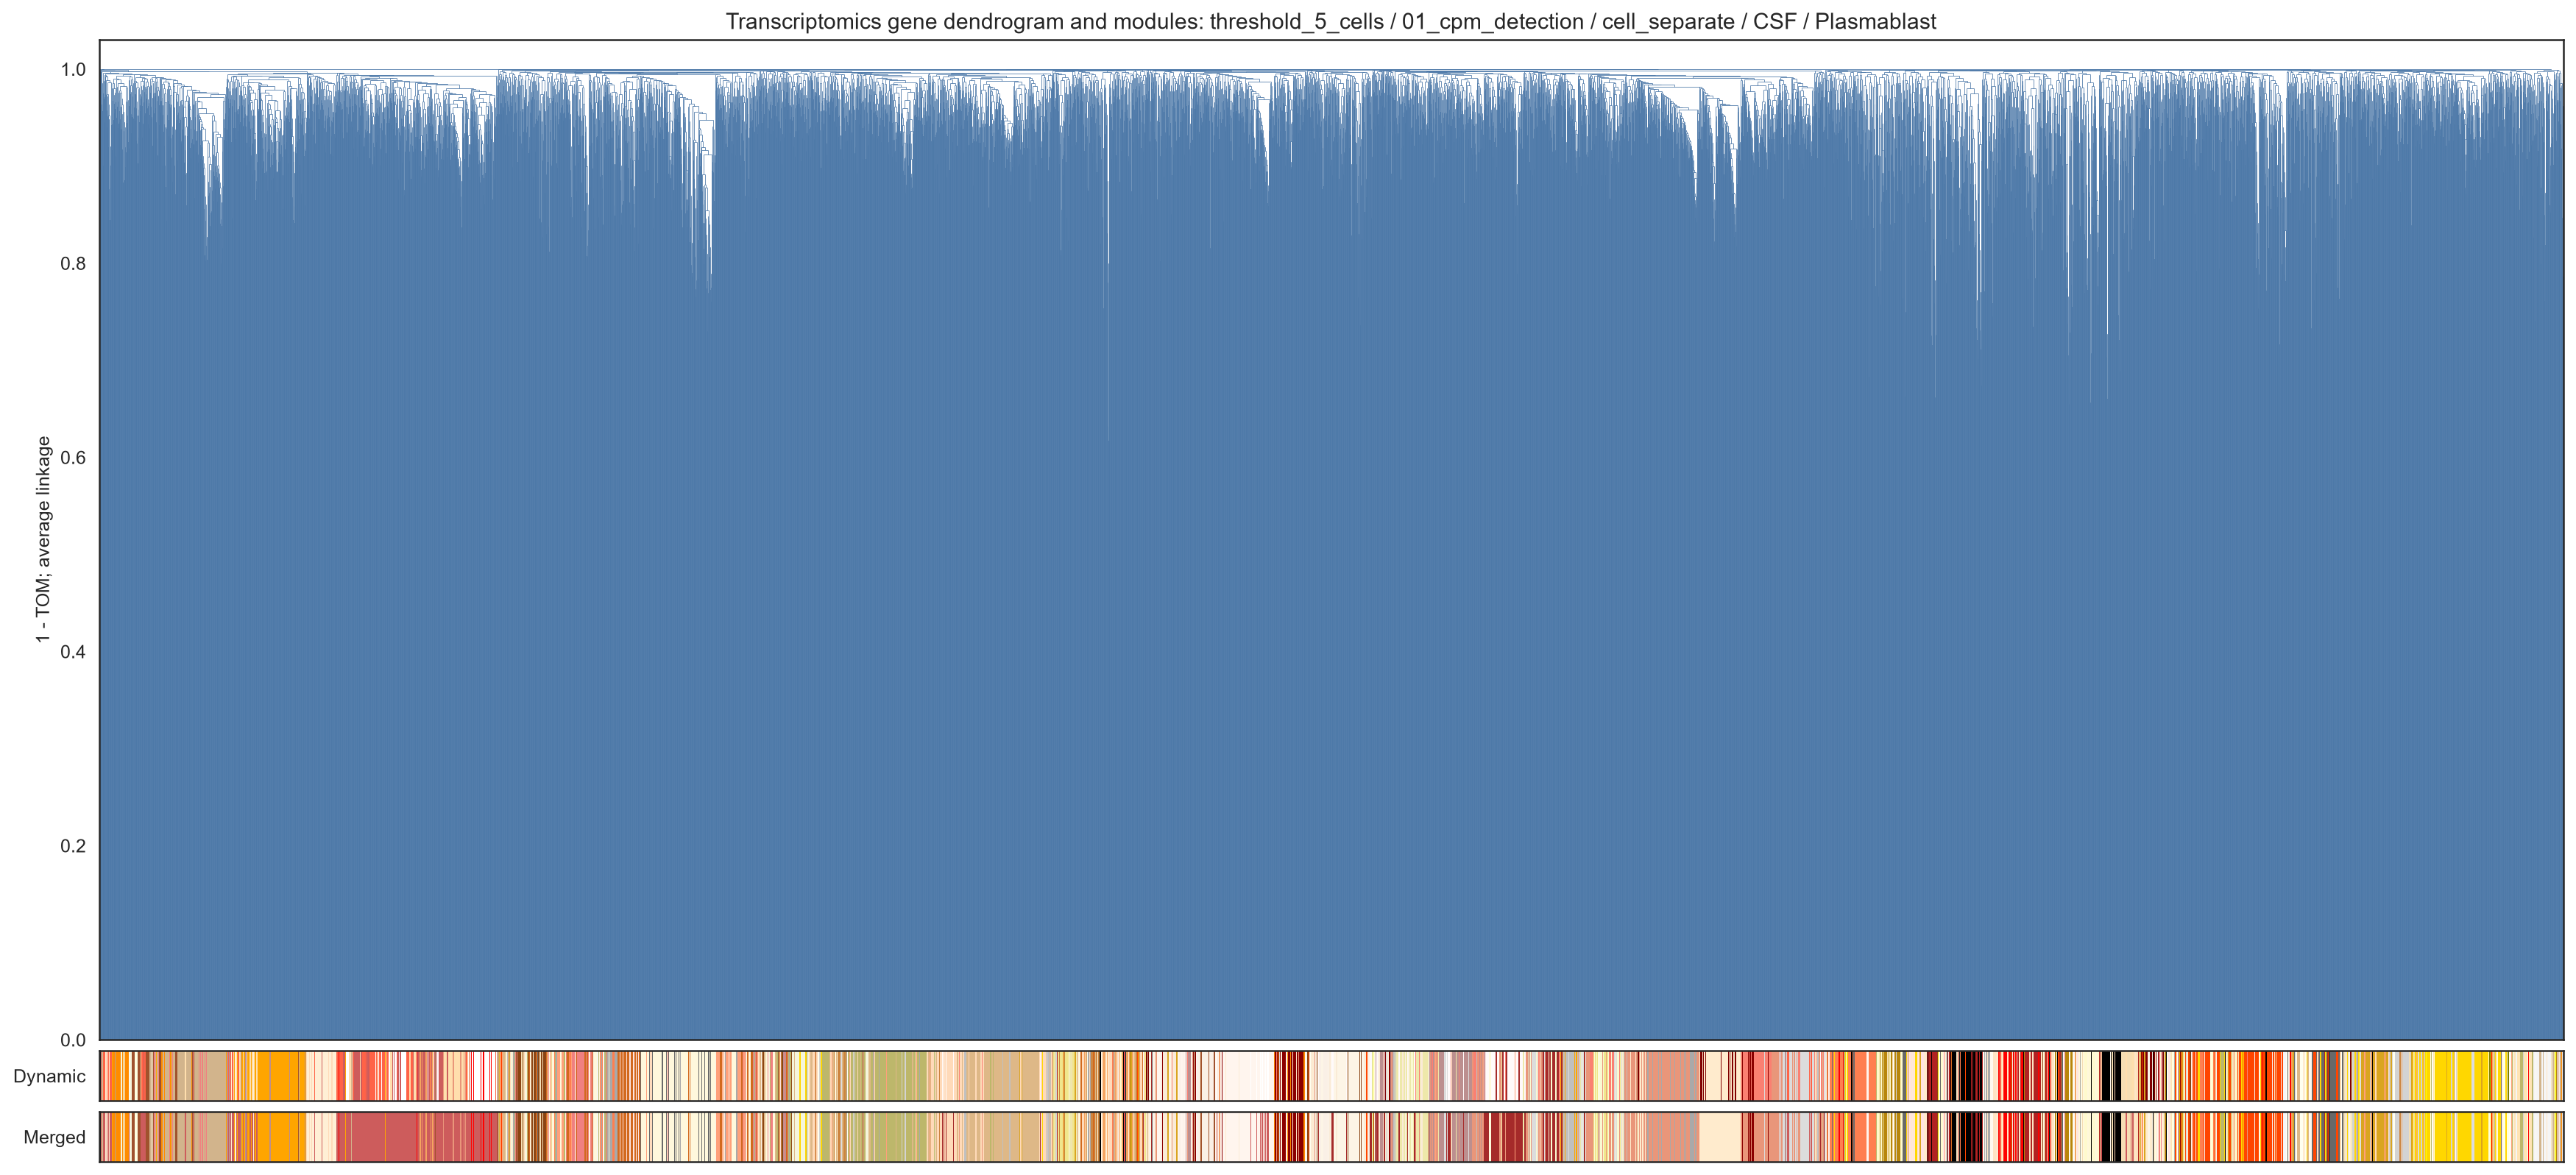 Transcriptomics gene dendrogram and modules: threshold_5_cells / 01_cpm_detection / cell_separate / CSF / Plasmablast
1.0
0.8
0.6
0.4
0.2
0.0
1 - TOM; average linkage
Dynamic
Merged